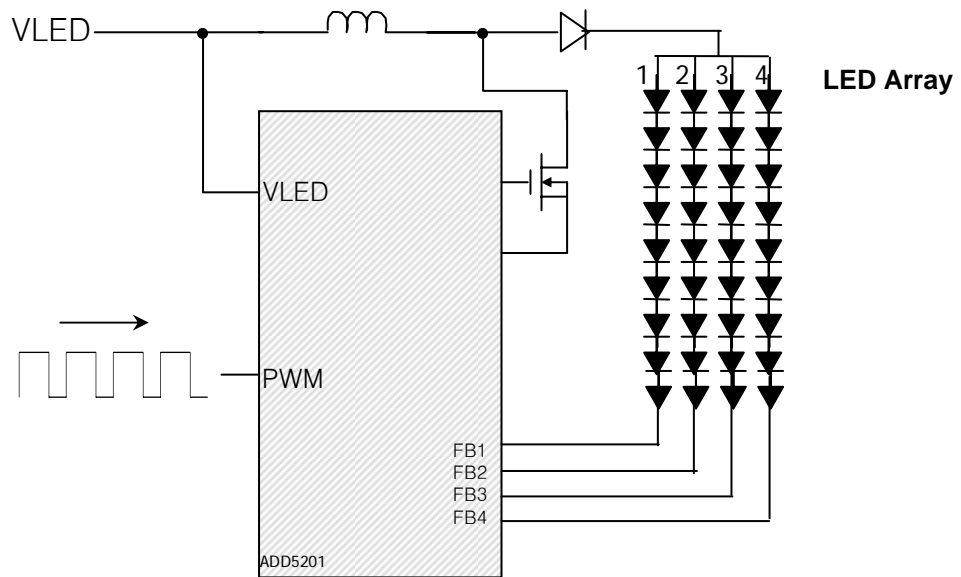 VLED
1 2 3 4
LED Array
VLED
PWM
FB1
FB2
FB3
FB4
ADD5201